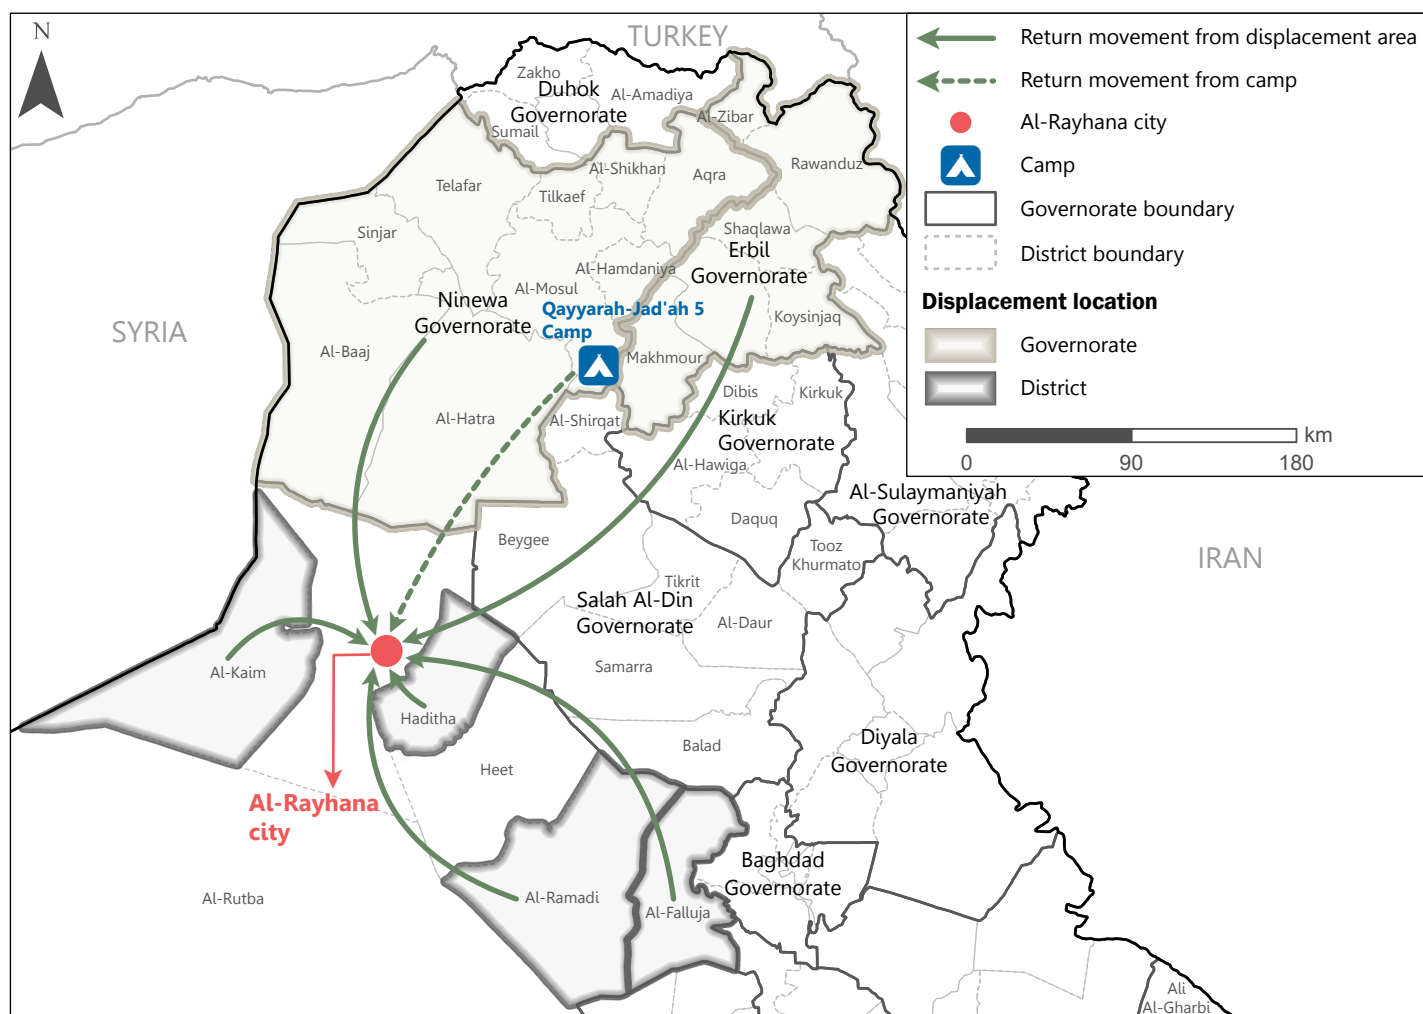 N
TURKEY
Zakho
Duhok
Governorate
Al-Amadiya
Sumail
Al-Zibar
Al-Shikhan
Aqra
Rawanduz
Telafar
Tilkaef
Sinjar
Shaqlawa
Erbil
Governorate
Al-Hamdaniya
Al-Mosul
Ninewa
Governorate
Qayyarah-Jad'ah 5
Camp
Koysinjaq
SYRIA
Al-Baaj
Makhmour
Dibis
Kirkuk
Al-Hatra
Al-Shirqat
Kirkuk
Governorate
Al-Hawiga
Al-Sulaymaniyah
Governorate
Daquq
Beygee
Tooz
Khurmato
IRAN
Tikrit
Salah Al-Din
Governorate
Al-Daur
Samarra
Al-Kaim
Haditha
Balad
Diyala
Governorate
Heet
Al-Rayhana
city
Baghdad
Governorate
Al-Rutba
Al-Ramadi
Al-Falluja
Ali
Al-Gharbi
Return movement from displacement area
Return movement from camp
Al-Rayhana city
Camp
Governorate boundary
District boundary
Displacement location
Governorate
District
km
0 90 180